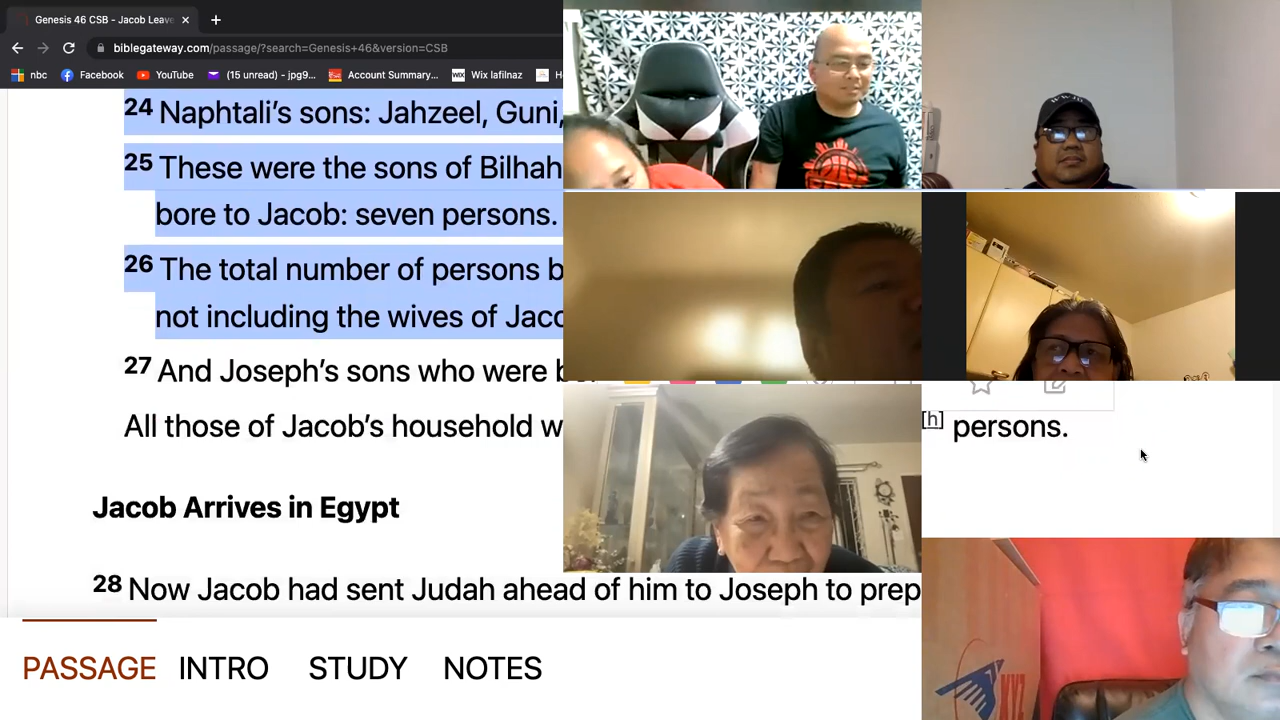 Genesis 46 CSB - Jacob Leave
biblegateway.com/passage/?search=Genesis+46&version=CSB
nbc Facebook YouTube (15 unread) - jpg9... Account Summary... WIX Wix lafilnaz
24 Naphtali’s sons: Jahzeel, Guni,
25 These were the sons of Bilhah
bore to Jacob: seven persons.
26 The total number of persons b
not including the wives of Jaco
27 And Joseph’s sons who were
All those of Jacob’s household w [h] persons.
Jacob Arrives in Egypt
28 Now Jacob had sent Judah ahead of him to Joseph to prep
PASSAGE INTRO STUDY NOTES